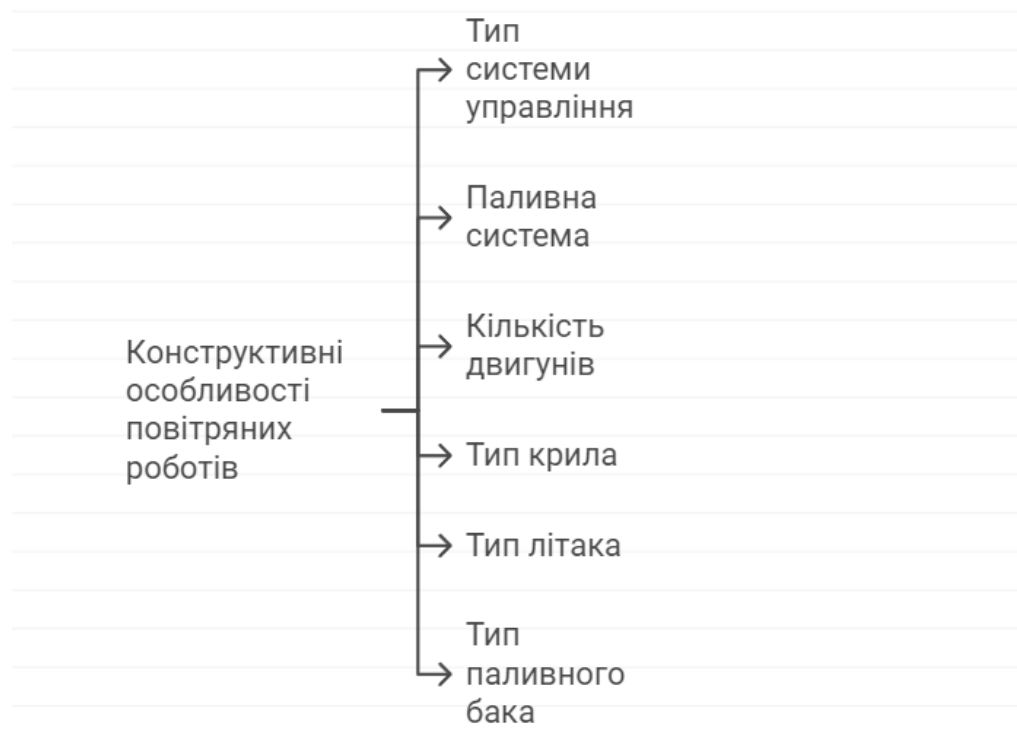 Конструктивні
особливості
повітряних
роботів
Тип
системи
управління
Паливна
система
Кількість
двигунів
Тип крила
Тип літака
Тип
паливного
бака